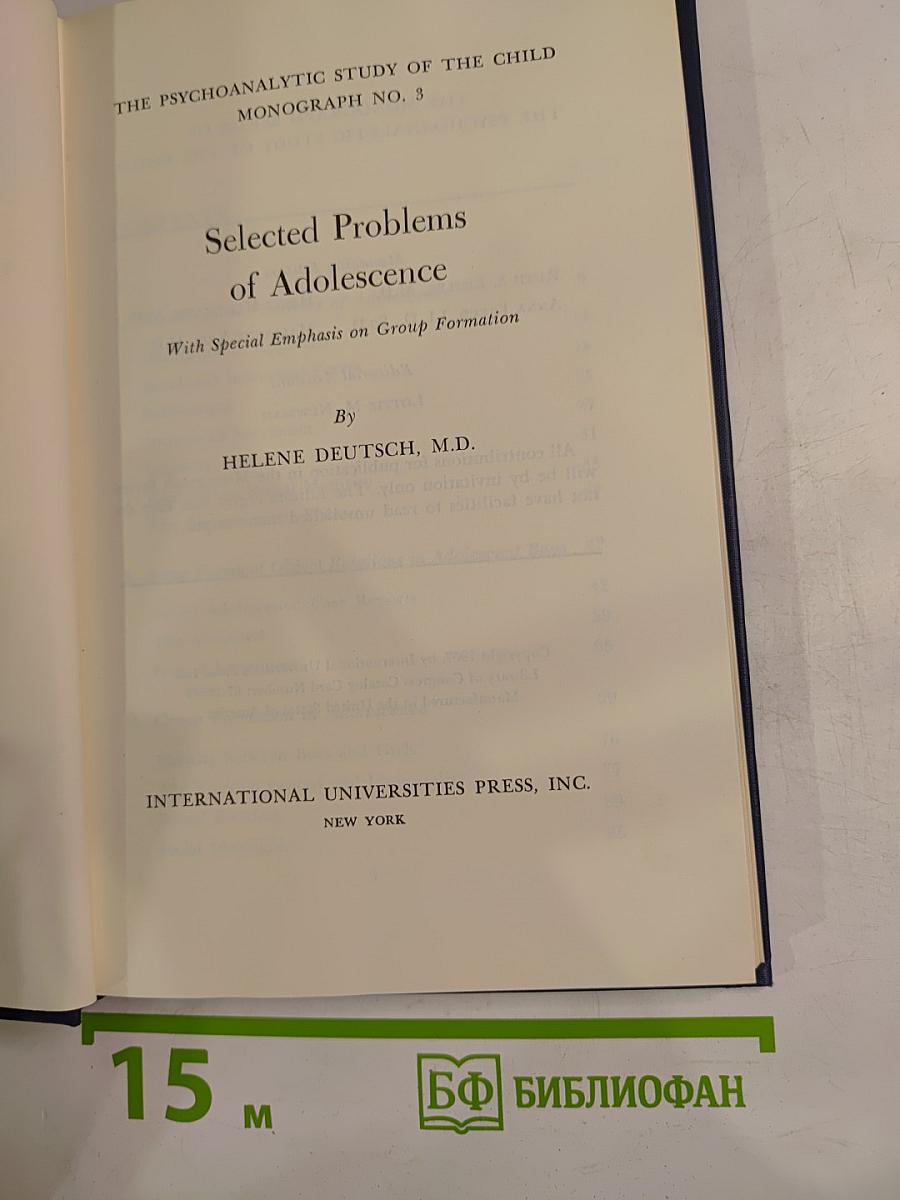 THE PSYCHOANALYTIC STUDY OF THE CHILD
MONOGRAPH NO. 3
Selected Problems
of Adolescence
With Special Emphasis on Group Formation
By
HELENE DEUTSCH, M.D.
INTERNATIONAL UNIVERSITIES PRESS, INC.
NEW YORK
15 м
БФ БИБЛИОФАН